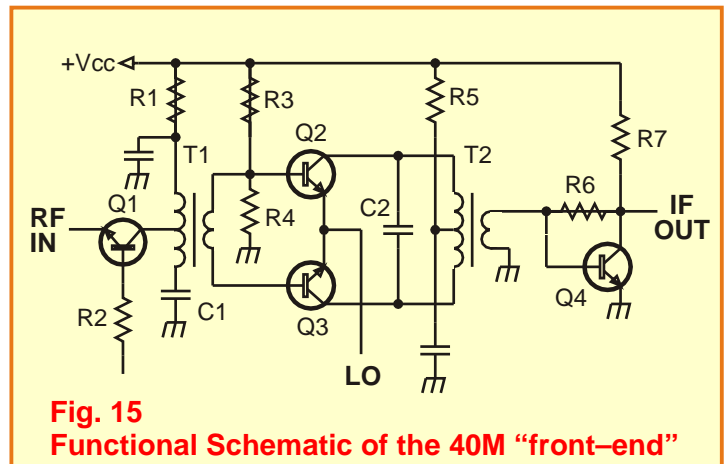 +Vcc
R1
R3
R5
Q2
T1
T2
R7
RF
IN
Q1
R4
C2
R6
IF
OUT
Q4
C1
Q3
R2
LO
Fig. 15
Functional Schematic of the 40M “front–end”